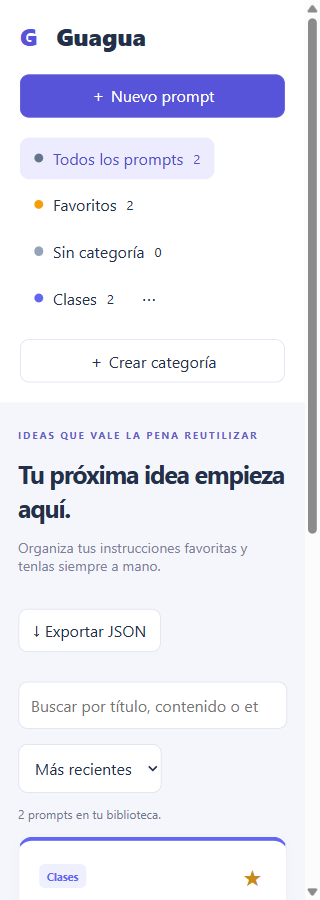 G Guagua
+ Nuevo prompt
Todos los prompts 2
Favoritos 2
Sin categoría 0
Clases 2 ...
+ Crear categoría
IDEAS QUE VALE LA PENA REUTILIZAR
Tu próxima idea empieza
aquí.
Organiza tus instrucciones favoritas y
tenlas siempre a mano.
↓ Exportar JSON
Buscar por título, contenido o et
Más recientes
2 prompts en tu biblioteca.
Clases ★